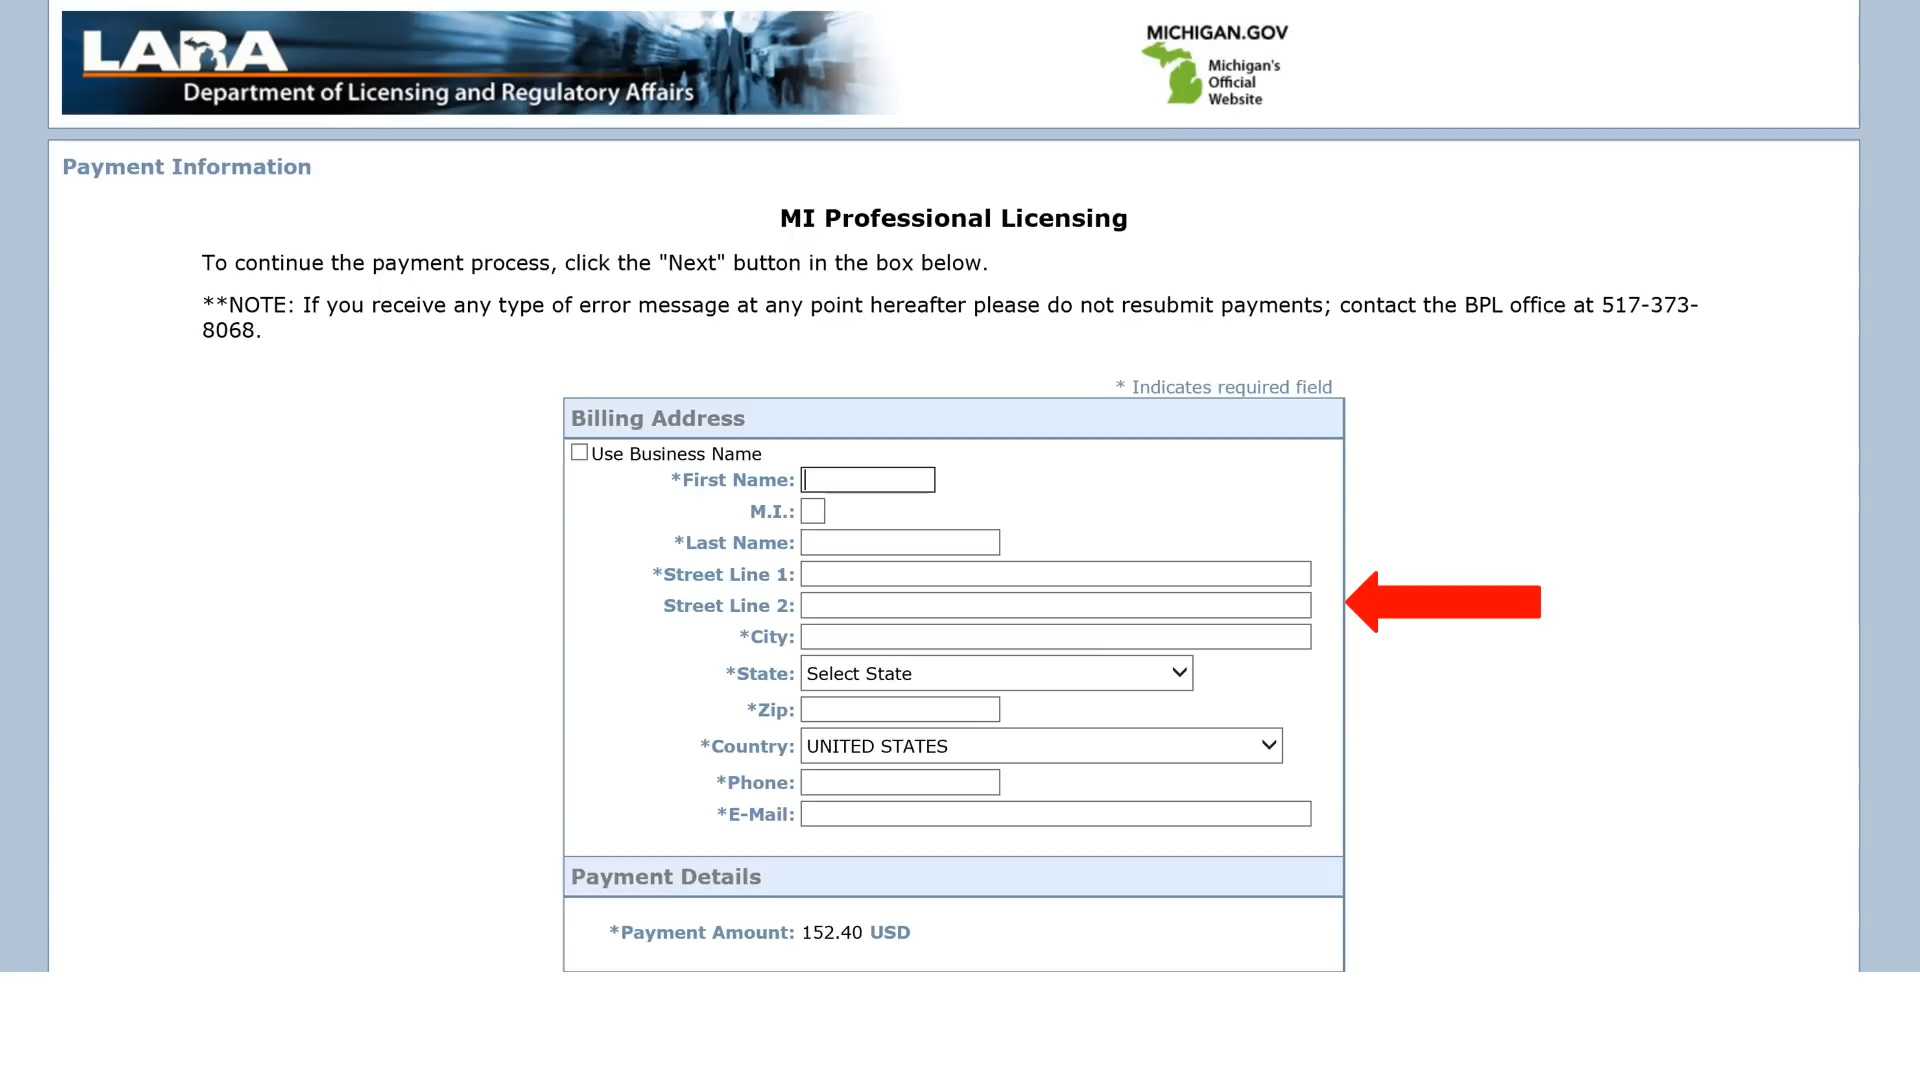 LARA
Department of Licensing and Regulatory Affairs
MICHIGAN.GOV
Michigan's
Official
Website
Payment Information
MI Professional Licensing
To continue the payment process, click the "Next" button in the box below.
**NOTE: If you receive any type of error message at any point hereafter please do not resubmit payments; contact the BPL office at 517-373-
8068.
* Indicates required field
Billing Address
Use Business Name
*First Name:
M.I.:
*Last Name:
*Street Line 1:
Street Line 2:
*City:
*State: Select State
*Zip:
*Country: UNITED STATES
*Phone:
*E-Mail:
Payment Details
*Payment Amount: 152.40 USD